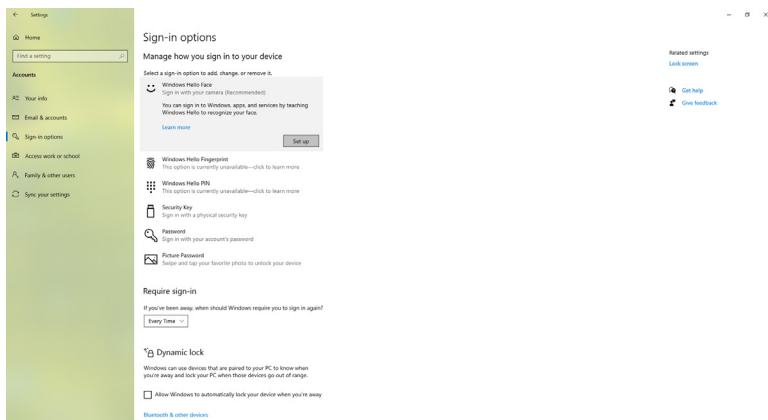 Settings
Home
Find a setting
Accounts
Your info
Email & accounts
Sign-in options
Access work or school
Family & other users
Sync your settings
Sign-in options
Manage how you sign in to your device
Select a sign-in option to add, change, or remove it.
Windows Hello Face
Sign in with your camera (Recommended)
You can sign in to Windows, apps, and services by teaching
Windows Hello to recognize your face.
Learn more
Set up
Windows Hello Fingerprint
This option is currently unavailable—click to learn more
Windows Hello PIN
This option is currently unavailable—click to learn more
Security Key
Sign in with a physical security key
Password
Sign in with your account's password
Picture Password
Swipe and tap your favorite photo to unlock your device
Require sign-in
If you've been away, when should Windows require you to sign in again?
Every Time
Dynamic lock
Windows can use devices that are paired to your PC to know when
you're away and lock your PC when those devices go out of range.
Allow Windows to automatically lock your device when you're away
Bluetooth & other devices
Related settings
Lock screen
Get help
Give feedback